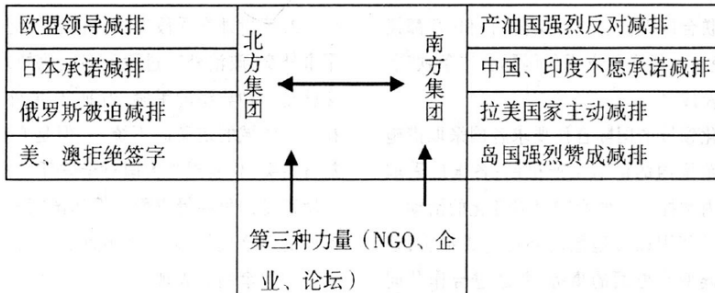 欧盟领导减排
日本承诺减排
俄罗斯被迫减排
美、澳拒绝签字
北方集团
南方集团
产油国强烈反对减排
中国、印度不愿承诺减排
拉美国家主动减排
岛国强烈赞成减排
第三种力量（NGO、企
业、论坛）